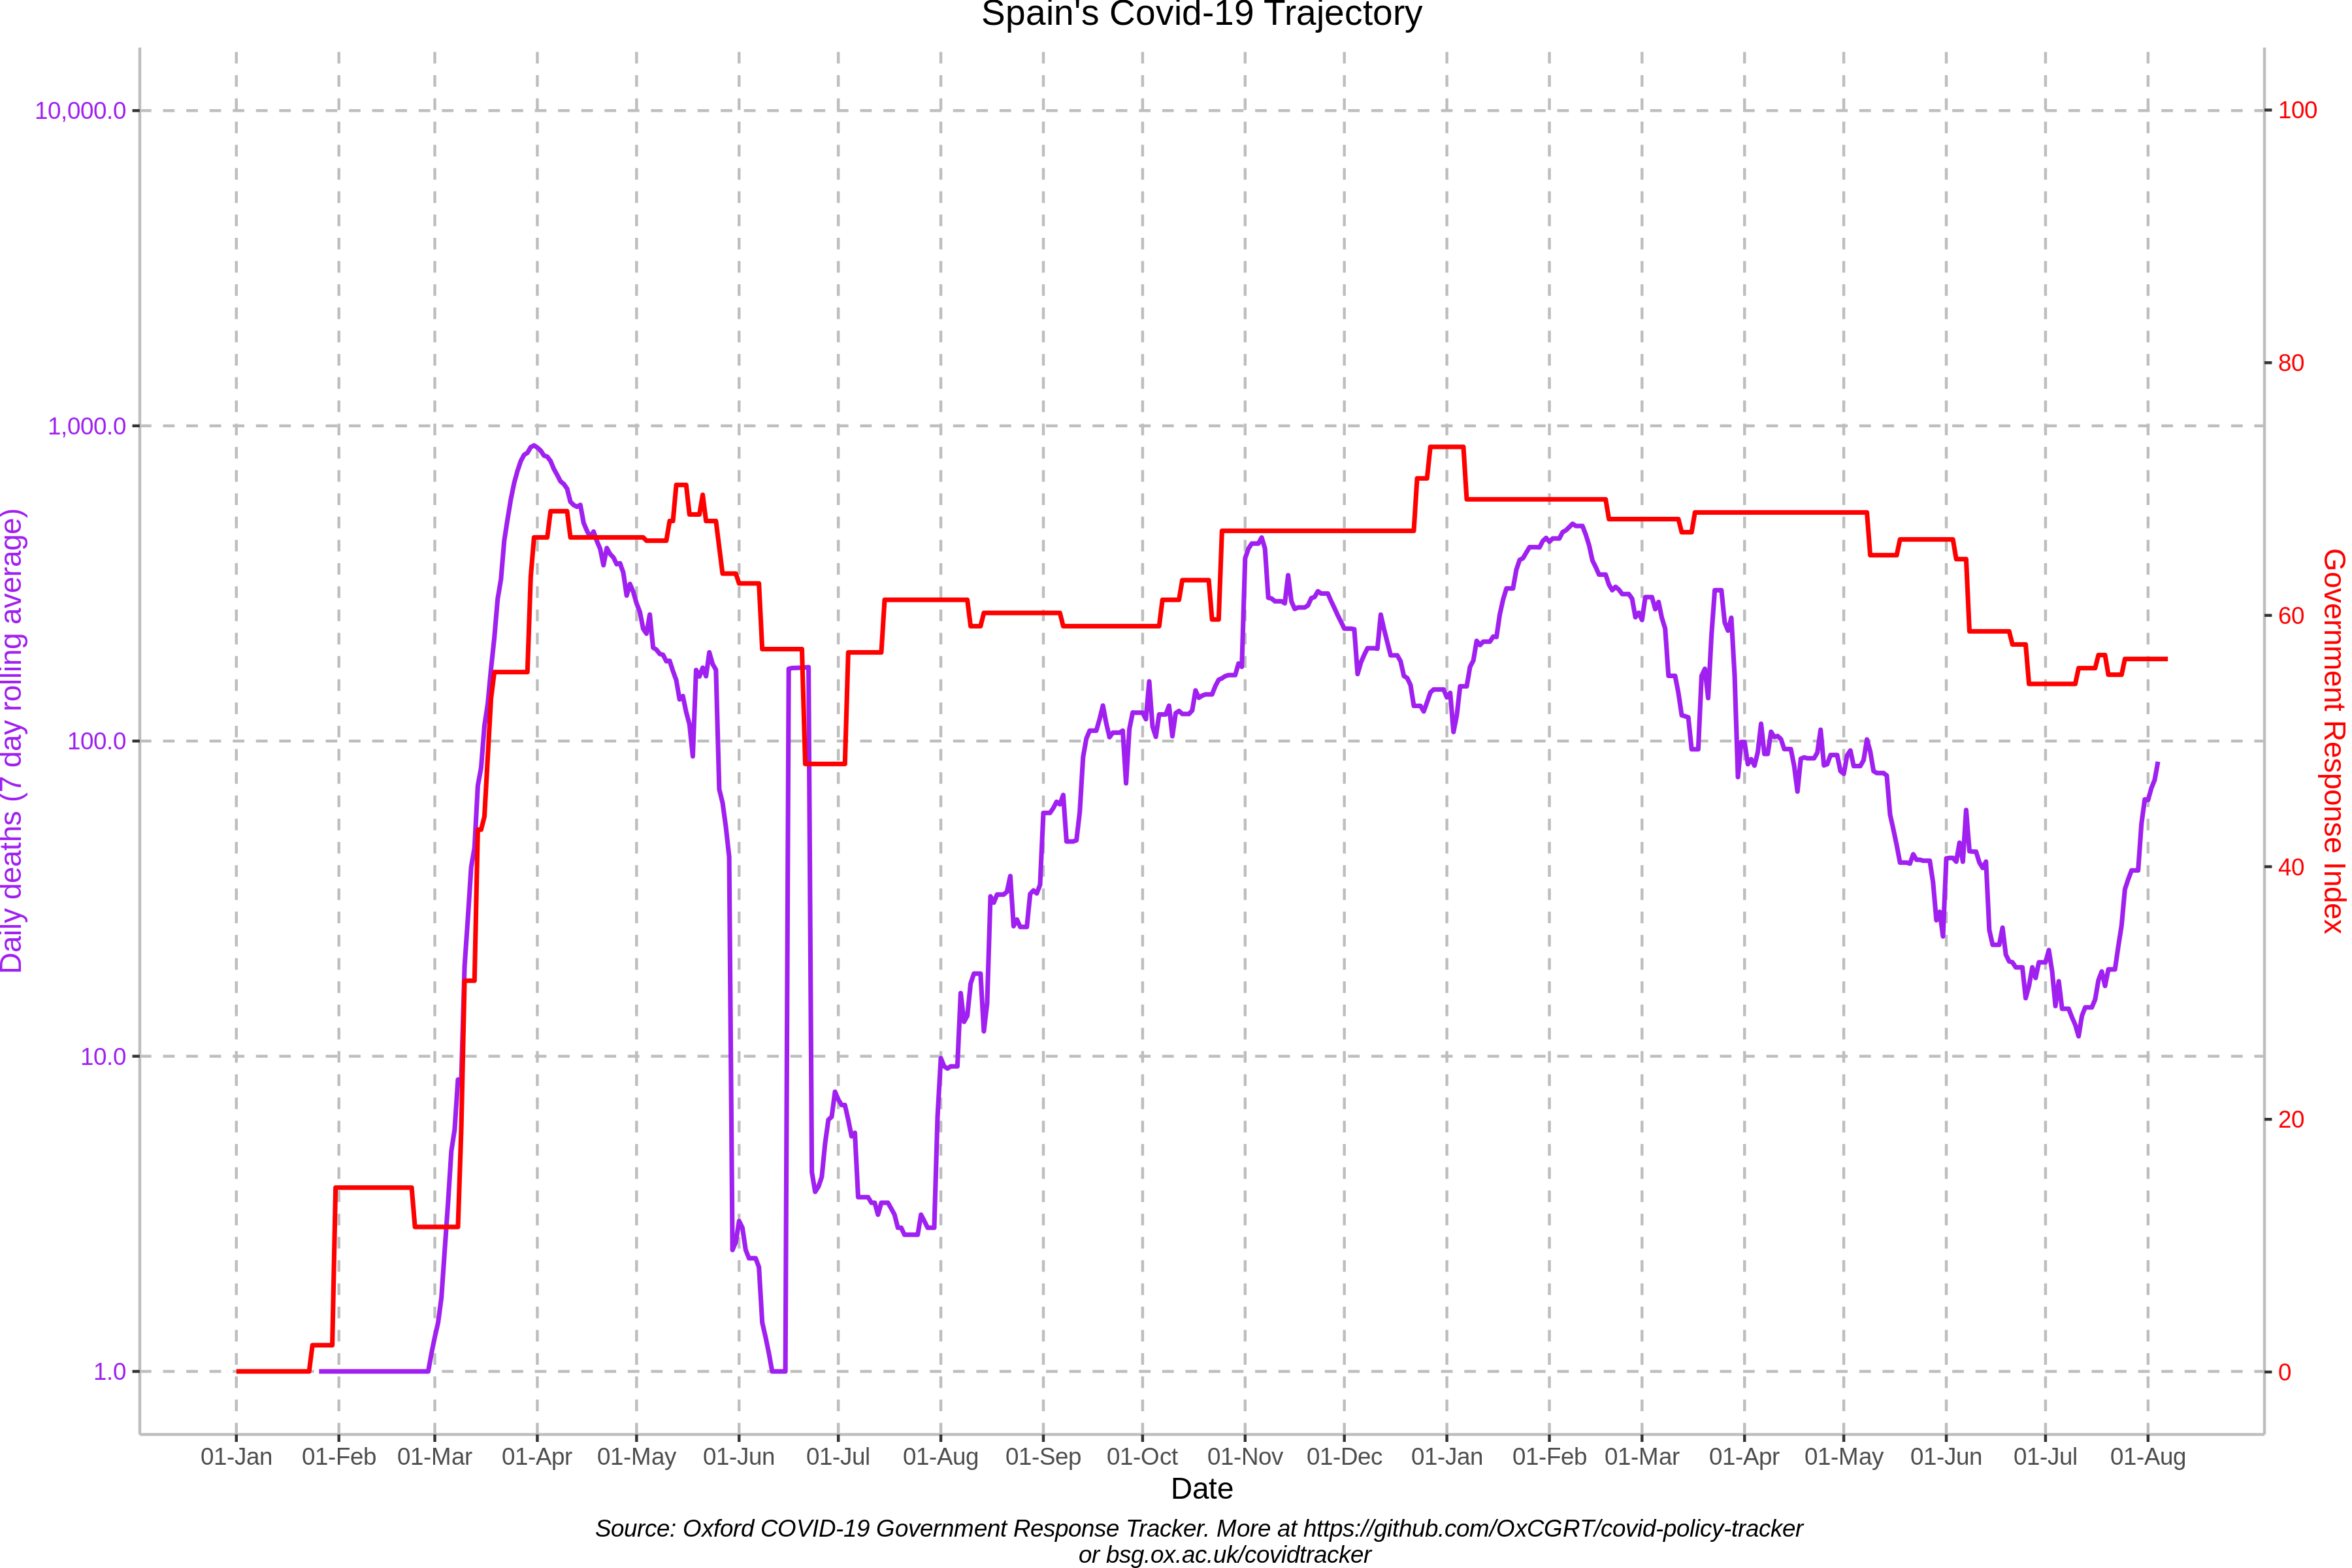 Spain's Covid-19 Trajectory
10,000.0
1,000.0
100.0
10.0
1.0
Daily deaths (7 day rolling average)
100
80
60
40
20
0
Government Response Index
01-Jan 01-Feb 01-Mar 01-Apr 01-May 01-Jun 01-Jul 01-Aug 01-Sep 01-Oct 01-Nov 01-Dec 01-Jan 01-Feb 01-Mar 01-Apr 01-May 01-Jun 01-Jul 01-Aug
Date
Source: Oxford COVID-19 Government Response Tracker. More at https://github.com/OxCGRT/covid-policy-tracker
or bsg.ox.ac.uk/covidtracker